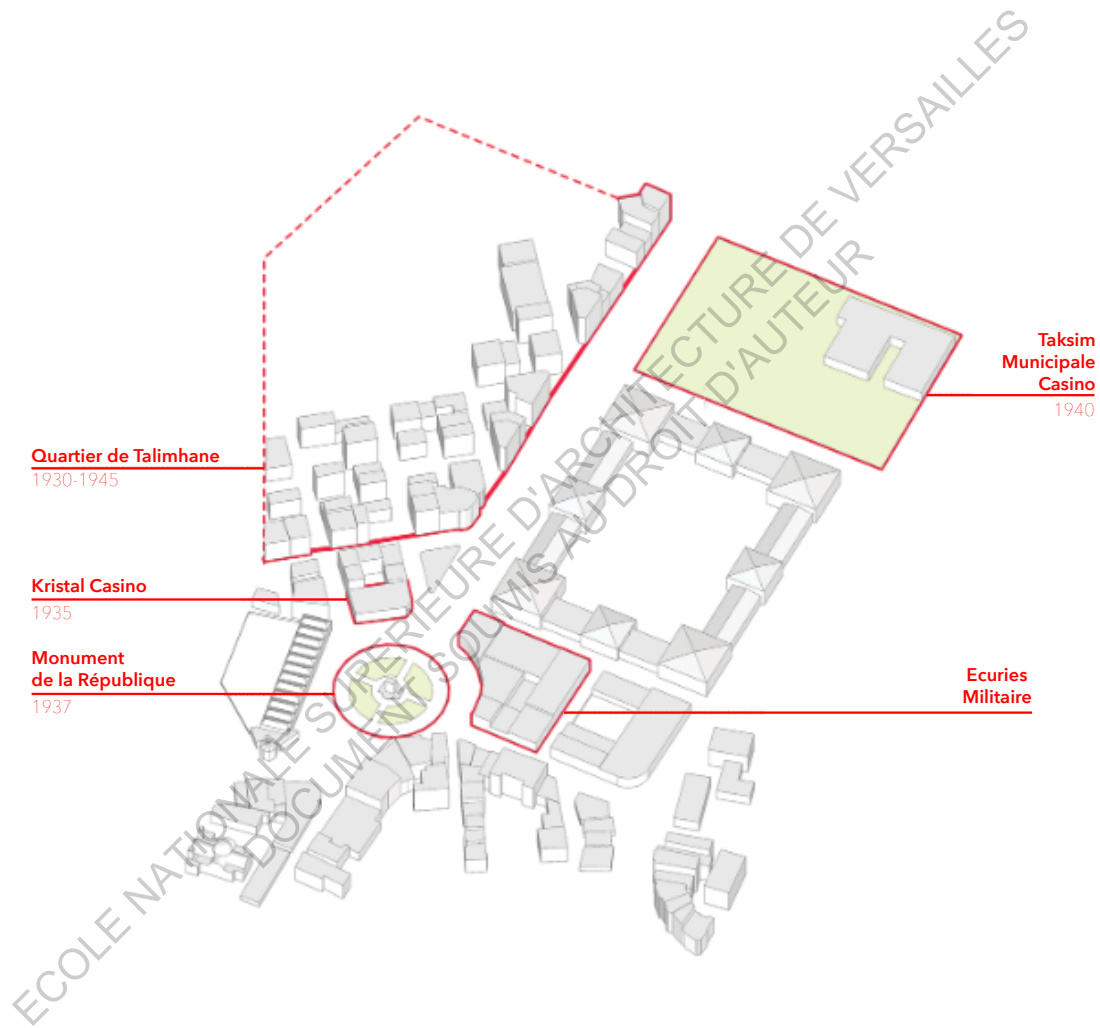 Taksim
Municipale
Casino
1940
Quartier de Talimhane
1930-1945
Kristal Casino
1935
Monument
de la République
1937
Ecuries
Militaire
ECOLE NATIONALE SUPERIEURE D'ARCHITECTURE DE VERSAILLES
DOCUMENT SOUMIS AU DROIT D'AUTEUR